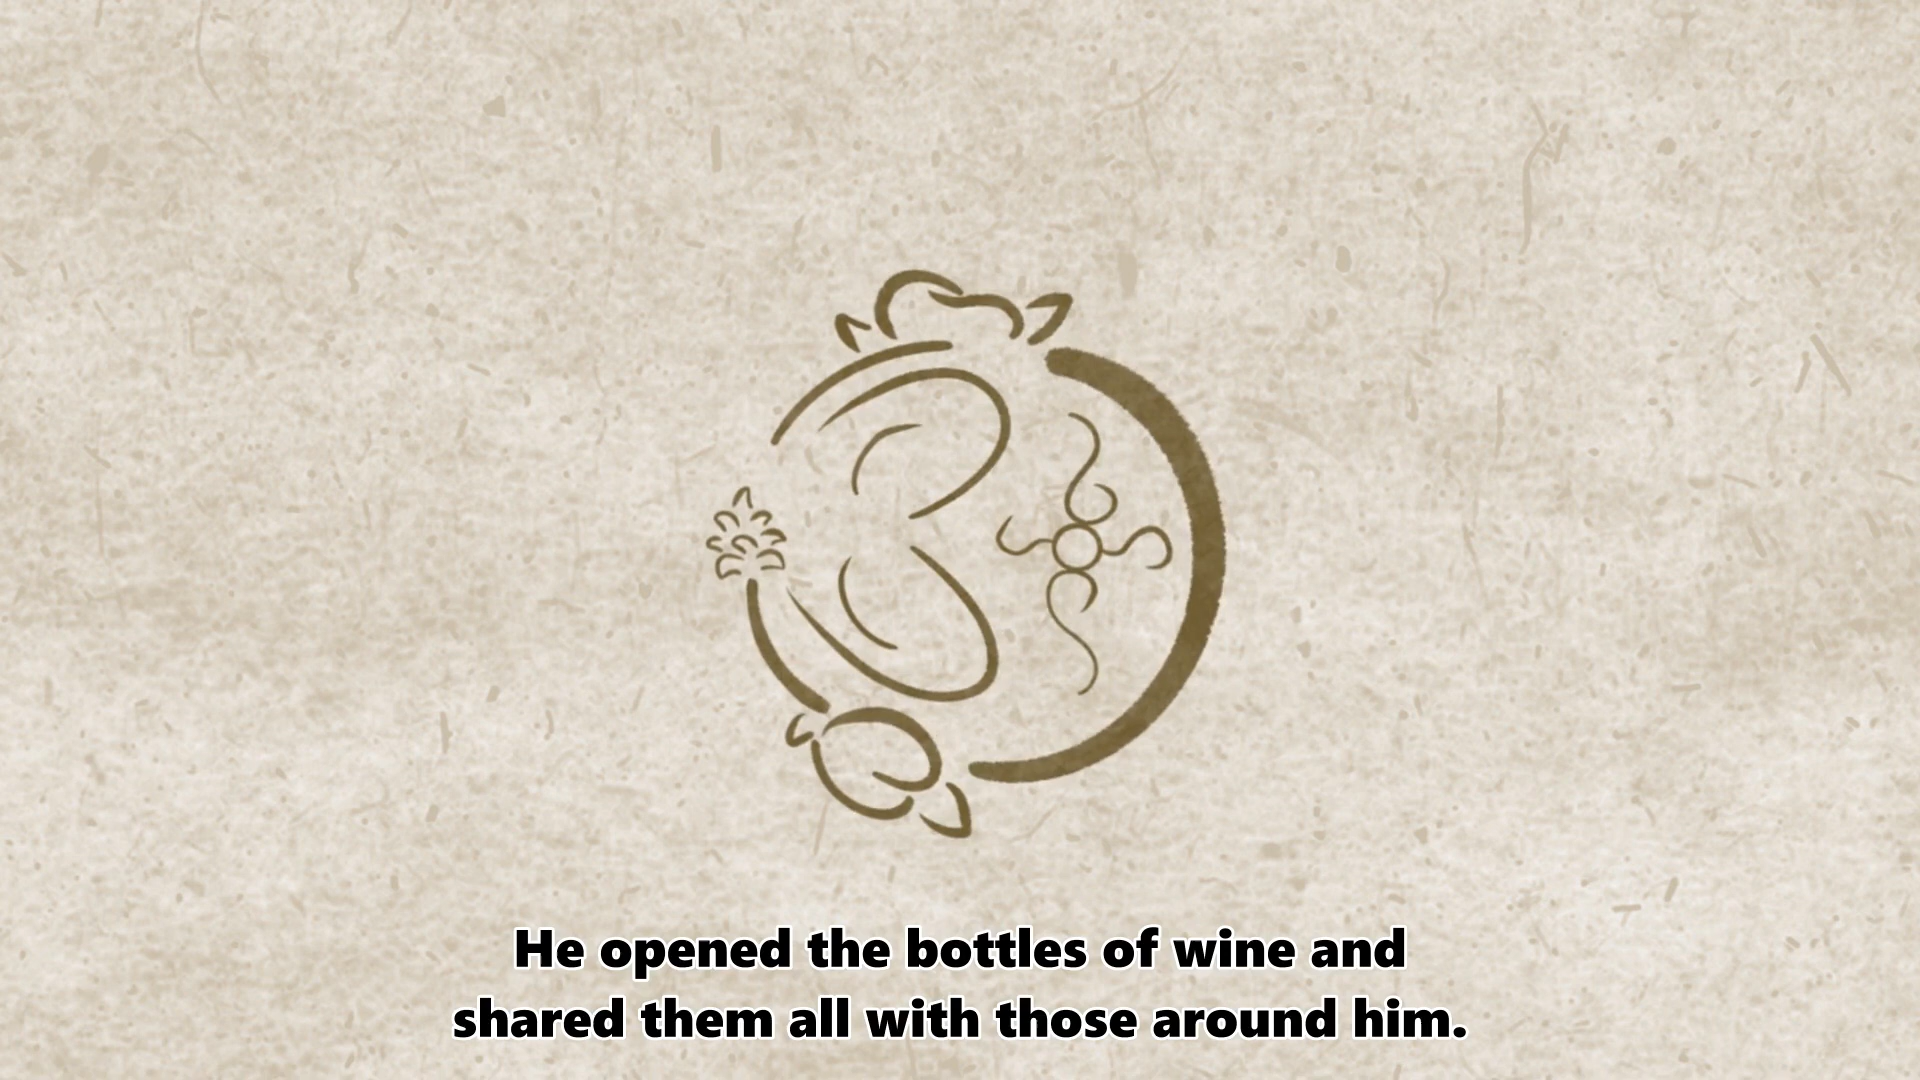 He opened the bottles of wine and
shared them all with those around him.